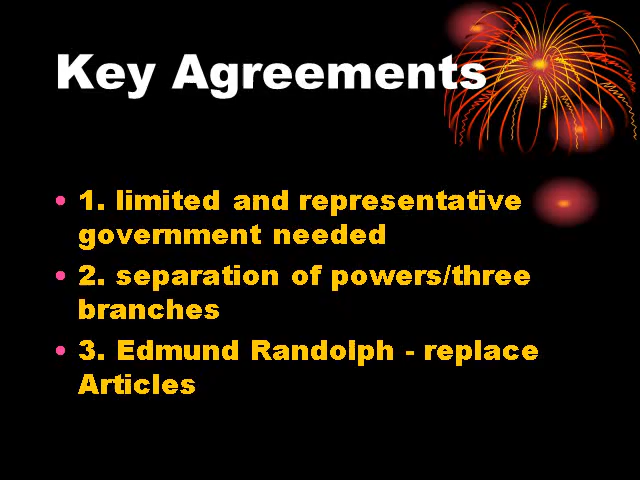 Key Agreements
• 1. limited and representative
government needed
• 2. separation of powers/three
branches
• 3. Edmund Randolph - replace
Articles